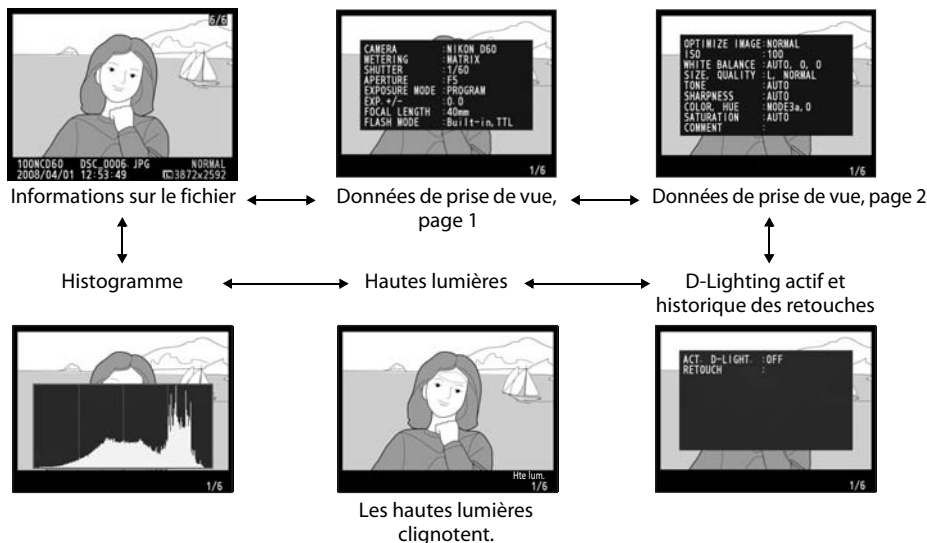 6/6
100NCD60 DSC_0006.JPG NORMAL
2008/04/01 12:53:49 3872x2592
CAMERA :NIKON D60
METERING :MATRIX
SHUTTER :1/60
APERTURE :F5
EXPOSURE MODE :PROGRAM
EXP. +/- :0.0
FOCAL LENGTH :40mm
FLASH MODE :Built-in, TTL
1/6
OPTIMIZE IMAGE:NORMAL
ISO :100
WHITE BALANCE :AUTO, 0, 0
SIZE, QUALITY :L, NORMAL
TONE :AUTO
SHARPNESS :AUTO
COLOR, HUE :MODE3a, 0
SATURATION :AUTO
COMMENT :
1/6
Informations sur le fichier
Données de prise de vue,
page 1
Données de prise de vue, page 2
Histogramme
Hautes lumières
D-Lighting actif et
historique des retouches
1/6
Hte lum.
1/6
ACT. D-LIGHT. :OFF
RETOUCH :
1/6
Les hautes lumières
clignotent.